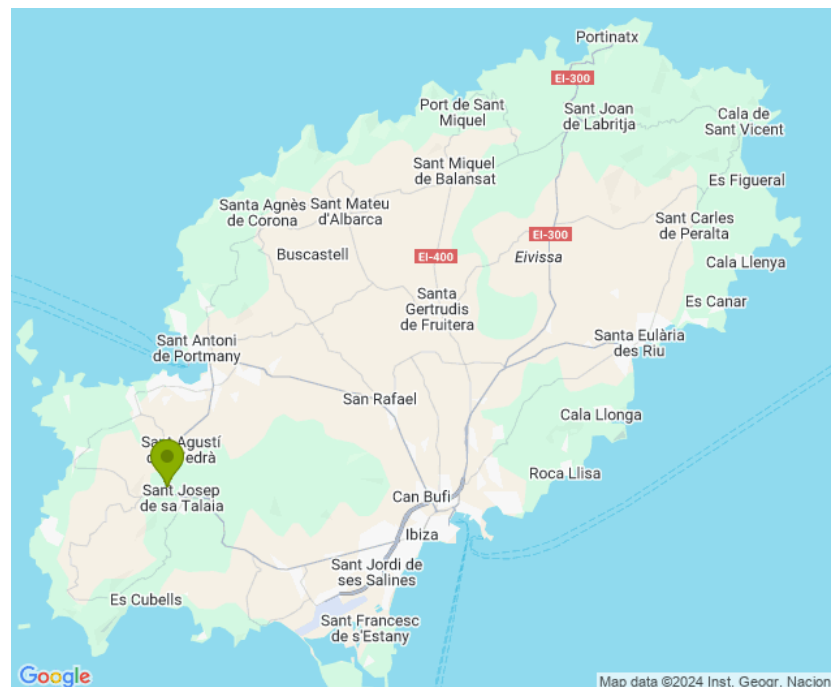 Portinatx
EI-300
Port de Sant
Miquel
Sant Joan
de Labritja
Cala de
Sant Vicent
Sant Miquel
de Balansat
Es Figueral
Santa Agnès
de Corona
Sant Mateu
d'Albarca
Sant Carles
de Peralta
EI-300
Buscastell
EI-400
Eivissa
Cala Llenya
Santa
Gertrudis
de Fruitera
Es Canar
Sant Antoni
de Portmany
Santa Eulària
des Riu
San Rafael
Cala Llonga
Sant Agustí
Roca Llisa
Sant Josep
de sa Talaia
Can Bufi
Ibiza
Sant Jordi de
ses Salines
Es Cubells
Sant Francesc
de s'Estany
Google
Map data ©2024 Inst. Geogr. Nacion